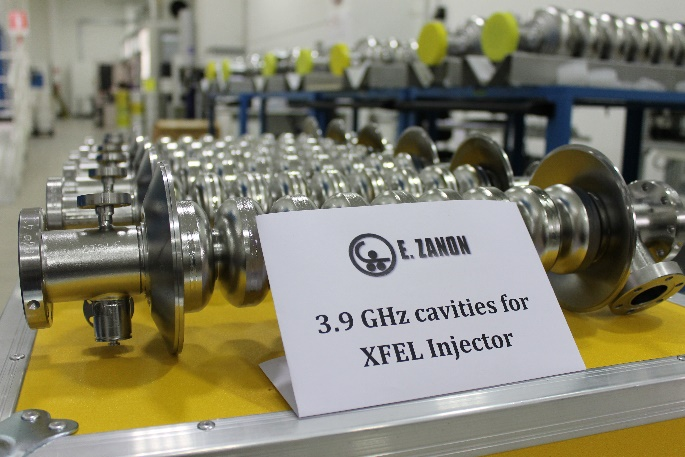 E. ZANON
3.9 GHz cavities for
XFEL Injector